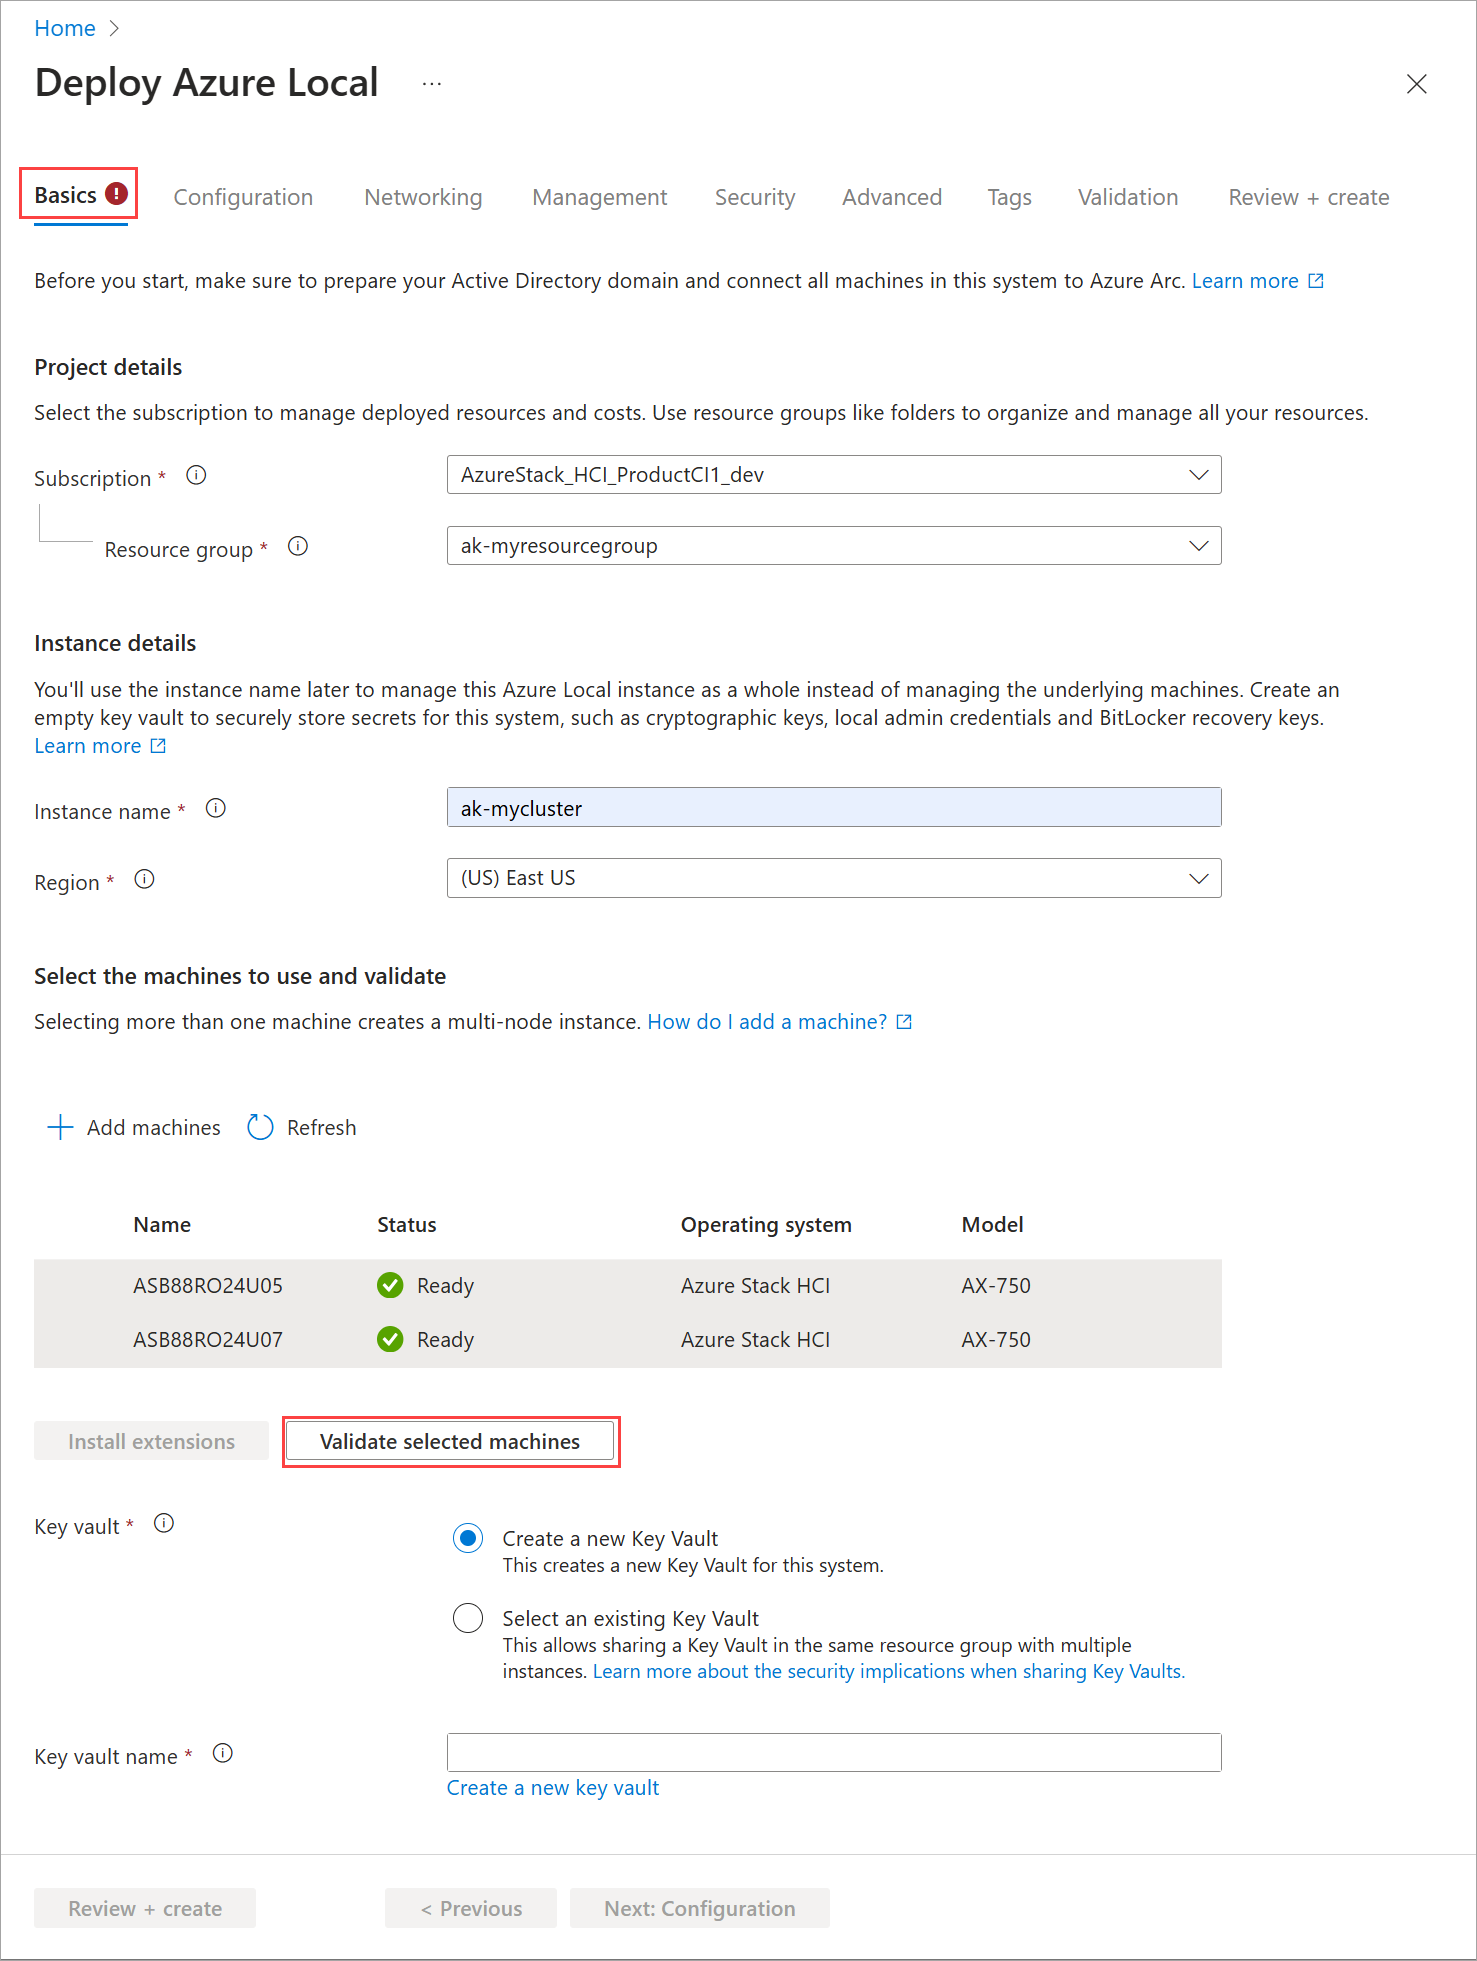 Home
Deploy Azure Local ...
Basics Configuration Networking Management Security Advanced Tags Validation Review + create
Before you start, make sure to prepare your Active Directory domain and connect all machines in this system to Azure Arc. Learn more
Project details
Select the subscription to manage deployed resources and costs. Use resource groups like folders to organize and manage all your resources.
Subscription * AzureStack_HCI_ProductCI1_dev
Resource group * ak-myresourcegroup
Instance details
You'll use the instance name later to manage this Azure Local instance as a whole instead of managing the underlying machines. Create an
empty key vault to securely store secrets for this system, such as cryptographic keys, local admin credentials and BitLocker recovery keys.
Learn more
Instance name * ak-mycluster
Region * (US) East US
Select the machines to use and validate
Selecting more than one machine creates a multi-node instance. How do I add a machine?
Add machines Refresh
Name Status Operating system Model
ASB88RO24U05 Ready Azure Stack HCI AX-750
ASB88RO24U07 Ready Azure Stack HCI AX-750
Install extensions Validate selected machines
Key vault * Create a new Key Vault
This creates a new Key Vault for this system.
Select an existing Key Vault
This allows sharing a Key Vault in the same resource group with multiple
instances. Learn more about the security implications when sharing Key Vaults.
Key vault name *
Create a new key vault
Review + create < Previous Next: Configuration